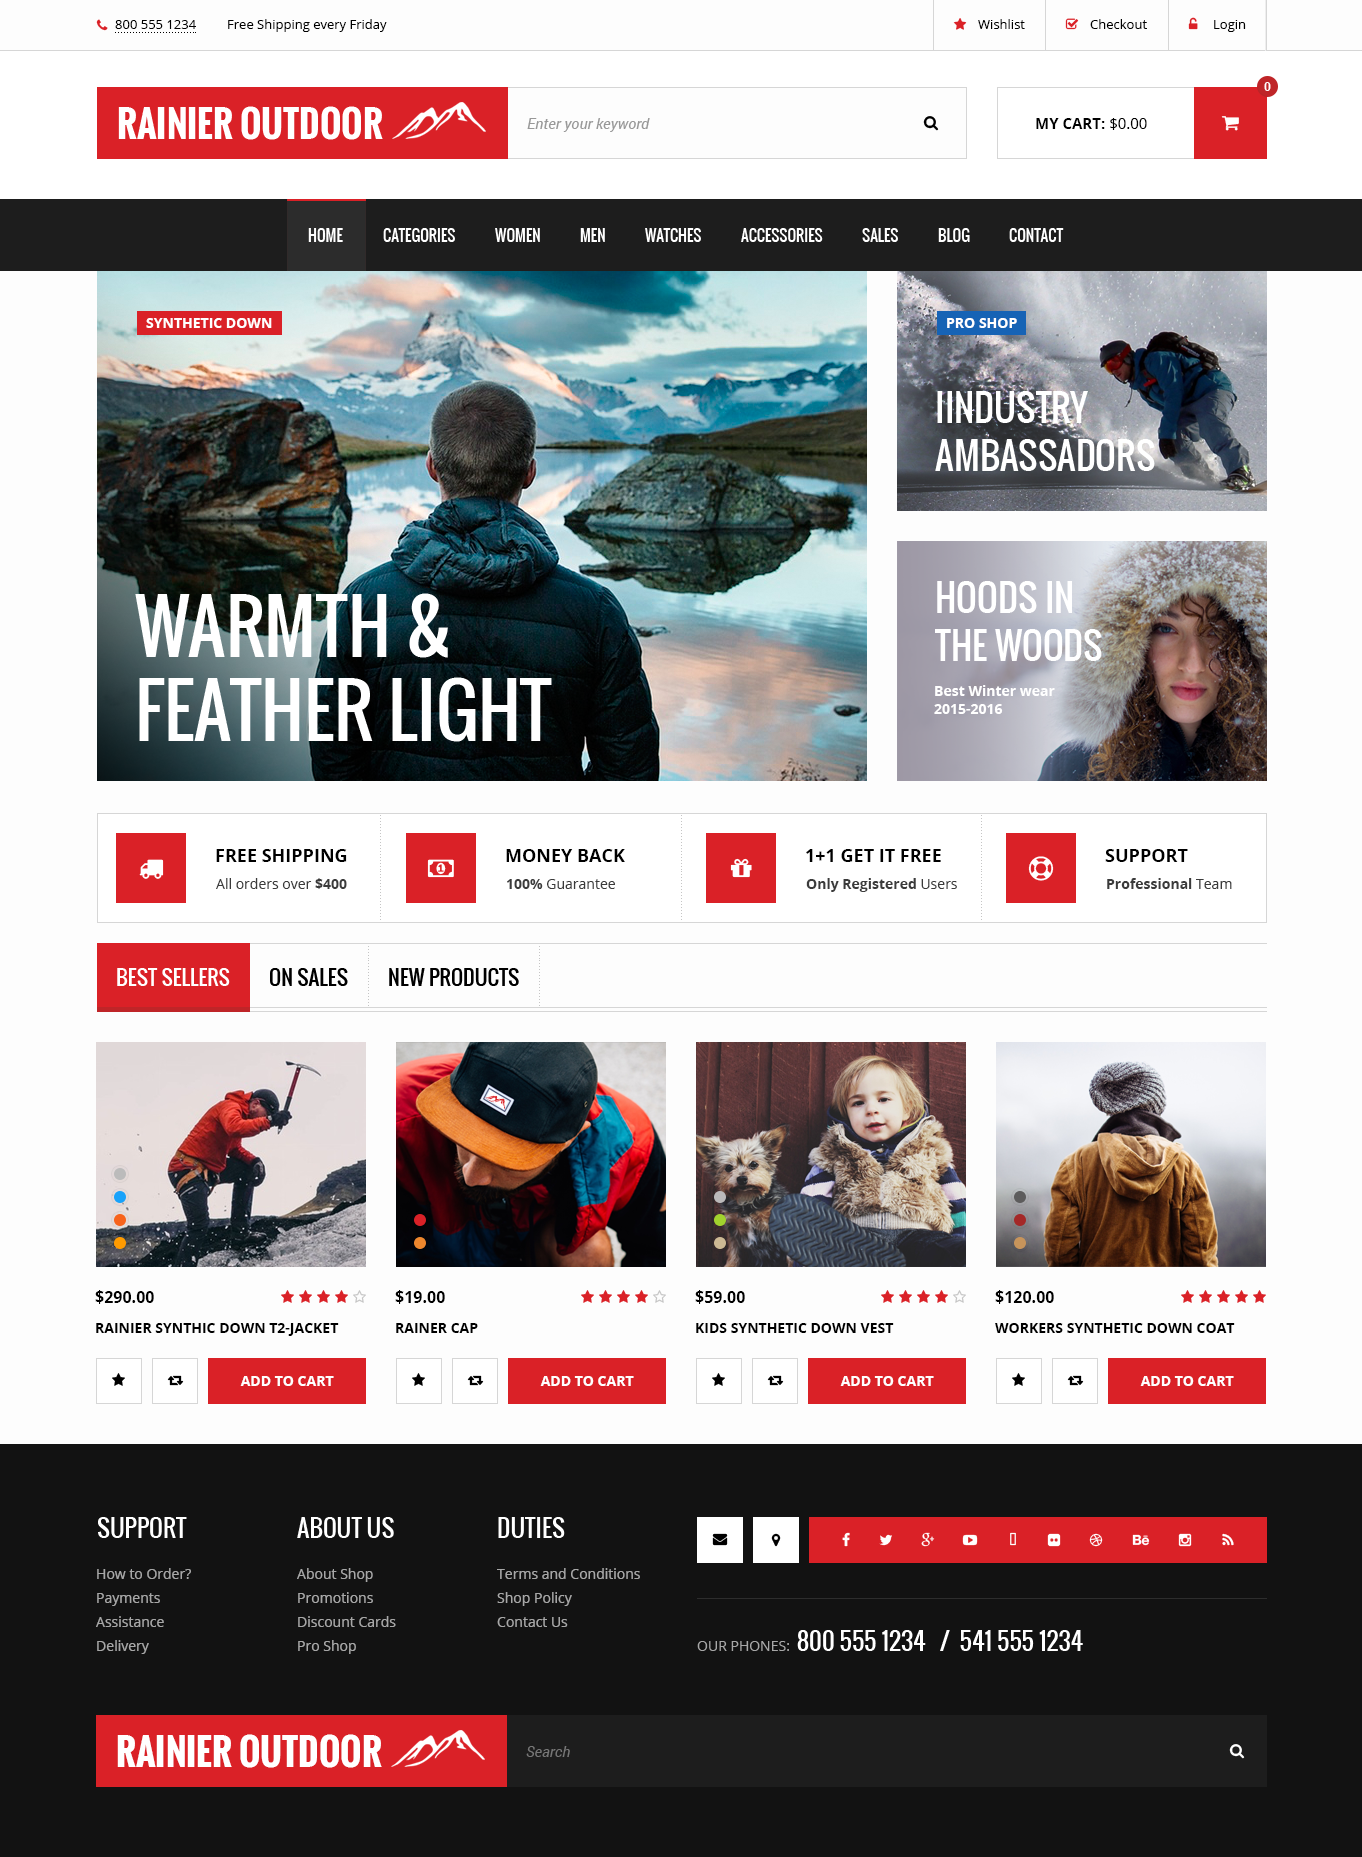 800 555 1234
Free Shipping every Friday
Wishlist
Checkout
Login
RAINIER OUTDOOR
Enter your keyword
MY CART: $0.00
0
HOME
CATEGORIES
WOMEN
MEN
WATCHES
ACCESSORIES
SALES
BLOG
CONTACT
SYNTHETIC DOWN
WARMTH &
FEATHER LIGHT
PRO SHOP
IINDUSTRY
AMBASSADORS
HOODS IN
THE WOODS
Best Winter wear
2015-2016
FREE SHIPPING
All orders over $400
MONEY BACK
100% Guarantee
1+1 GET IT FREE
Only Registered Users
SUPPORT
Professional Team
BEST SELLERS
ON SALES
NEW PRODUCTS
$290.00
RAINIER SYNTHIC DOWN T2-JACKET
ADD TO CART
$19.00
RAINER CAP
ADD TO CART
$59.00
KIDS SYNTHETIC DOWN VEST
ADD TO CART
$120.00
WORKERS SYNTHETIC DOWN COAT
ADD TO CART
SUPPORT
How to Order?
Payments
Assistance
Delivery
ABOUT US
About Shop
Promotions
Discount Cards
Pro Shop
DUTIES
Terms and Conditions
Shop Policy
Contact Us
OUR PHONES: 800 555 1234 / 541 555 1234
RAINIER OUTDOOR
Search